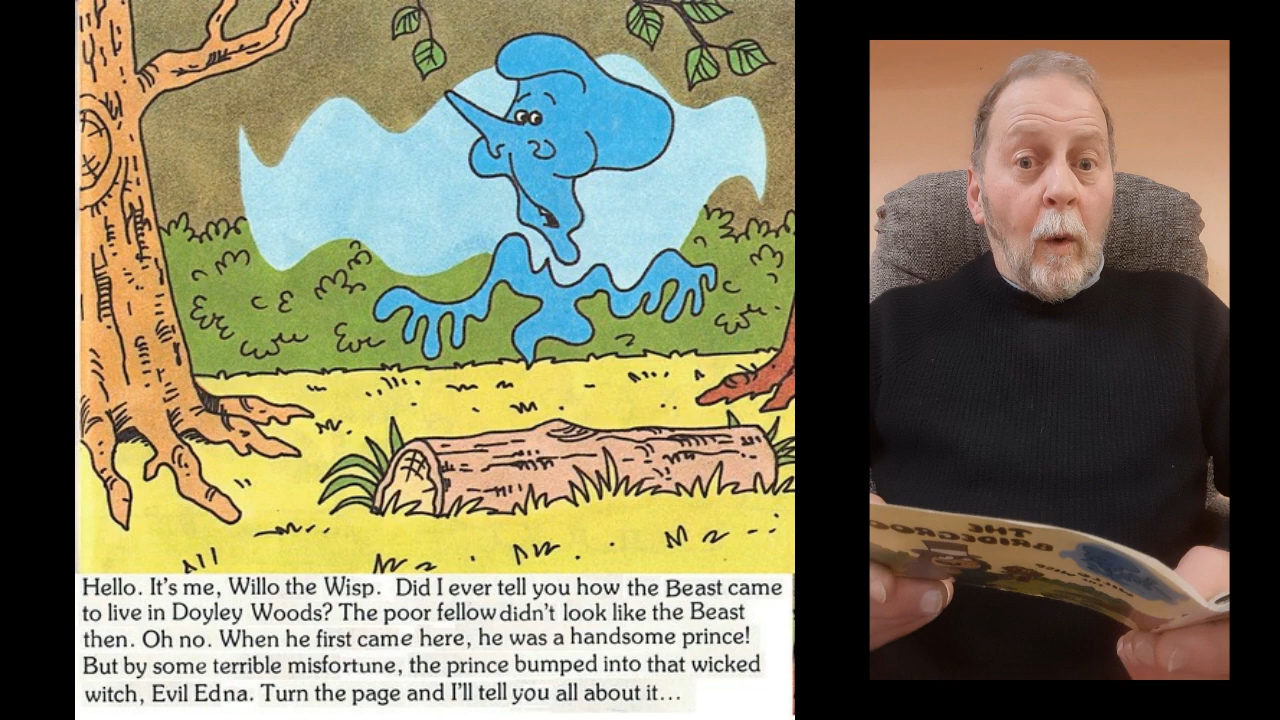 Hello. It's me, Willo the Wisp. Did I ever tell you how the Beast came
to live in Doyley Woods? The poor fellow didn't look like the Beast
then. Oh no. When he first came here, he was a handsome prince!
But by some terrible misfortune, the prince bumped into that wicked
witch, Evil Edna. Turn the page and I'll tell you all about it...
THE